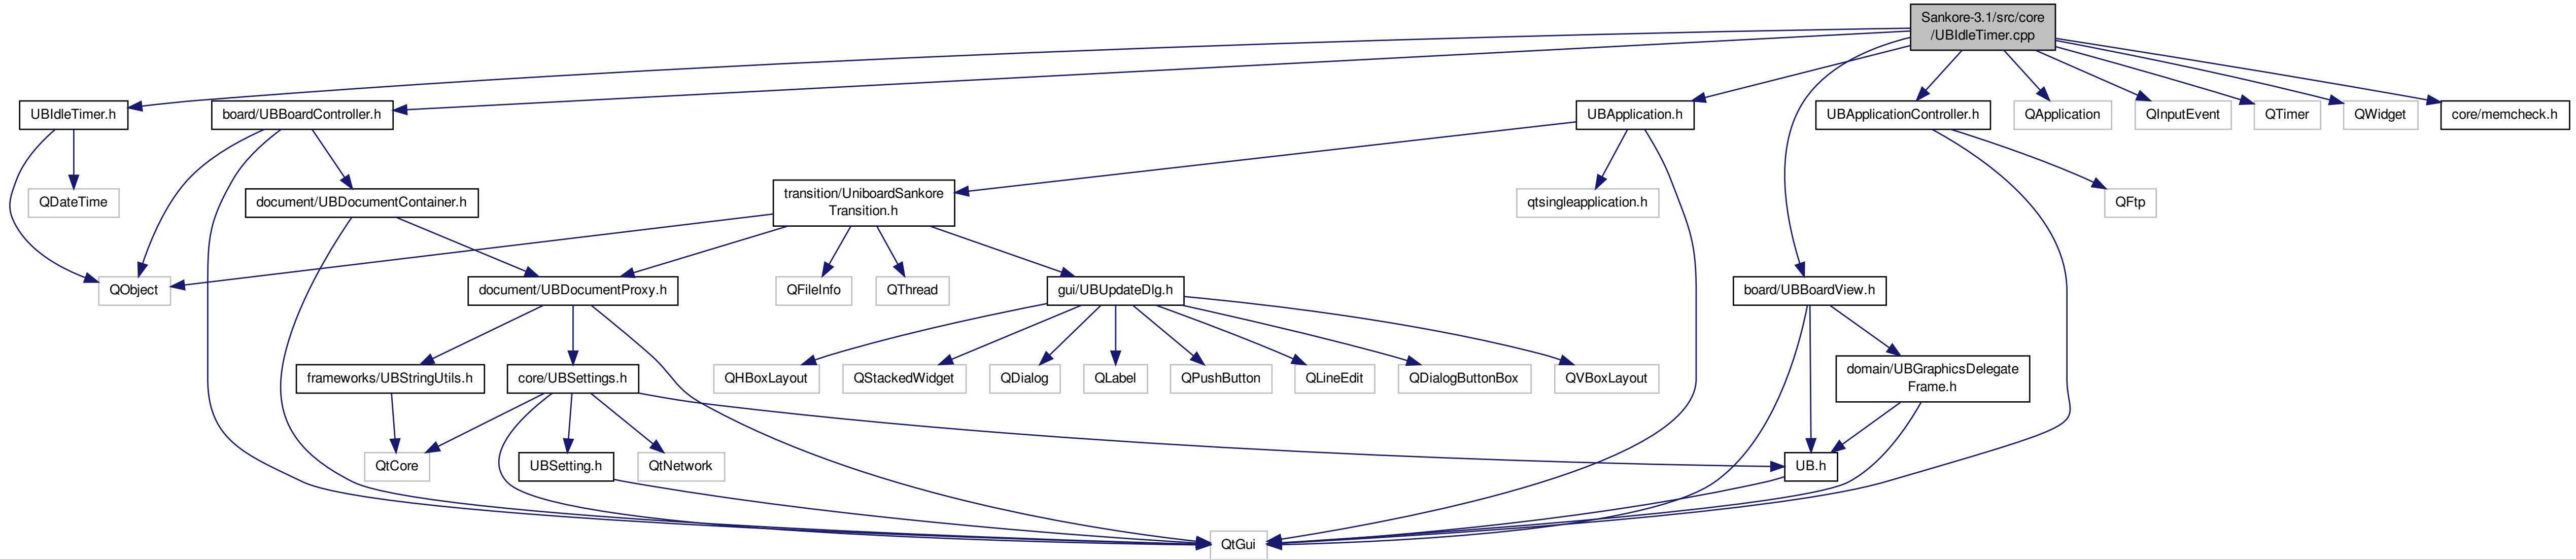 Sankore-3.1/src/core
/UBIdleTimer.cpp
UBIdleTimer.h
board/UBBoardController.h
UBApplication.h
UBApplicationController.h
QApplication
QInputEvent
QTimer
QWidget
core/memcheck.h
QDateTime
document/UBDocumentContainer.h
transition/UniboardSankore
Transition.h
qtsingleapplication.h
QFtp
QObject
document/UBDocumentProxy.h
QFileInfo
QThread
gui/UBUpdateDlg.h
board/UBBoardView.h
frameworks/UBStringUtils.h
core/UBSettings.h
QHBoxLayout
QStackedWidget
QDialog
QLabel
QPushButton
QLineEdit
QDialogButtonBox
QVBoxLayout
domain/UBGraphicsDelegate
Frame.h
QtCore
UBSetting.h
QtNetwork
UB.h
QtGui